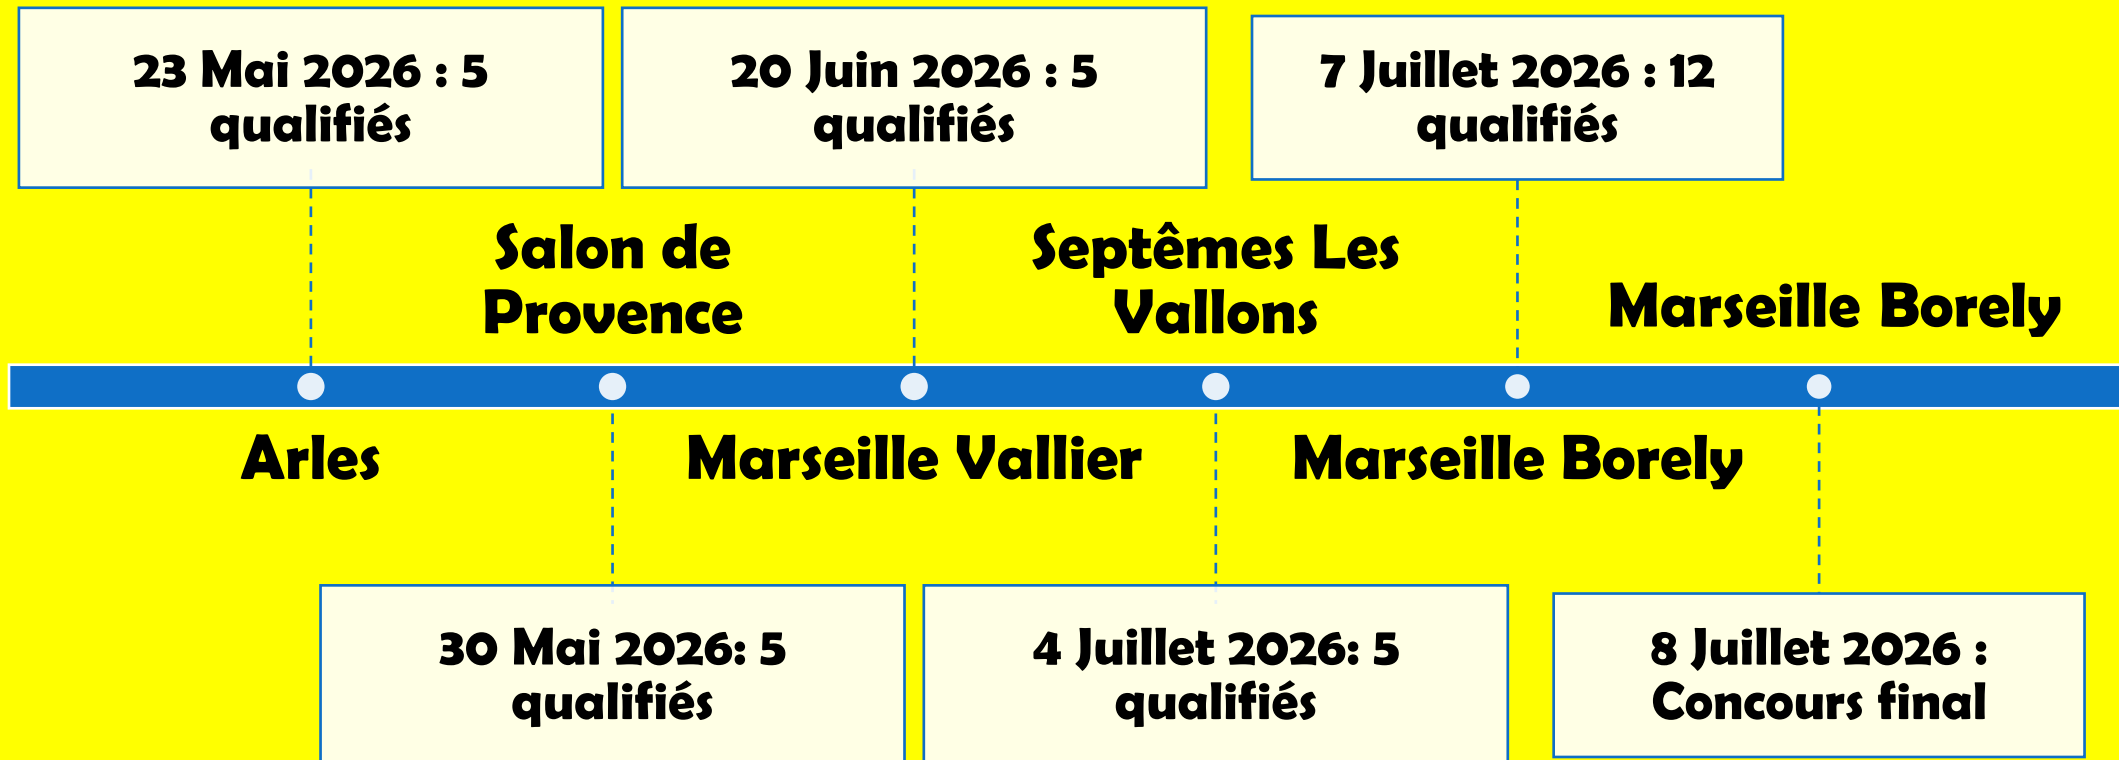 23 Mai 2026 : 5
qualifiés
20 Juin 2026 : 5
qualifiés
7 Juillet 2026 : 12
qualifiés
Salon de
Provence
Septêmes Les
Vallons
Marseille Borely
Arles
Marseille Vallier
Marseille Borely
30 Mai 2026: 5
qualifiés
4 Juillet 2026: 5
qualifiés
8 Juillet 2026 :
Concours final